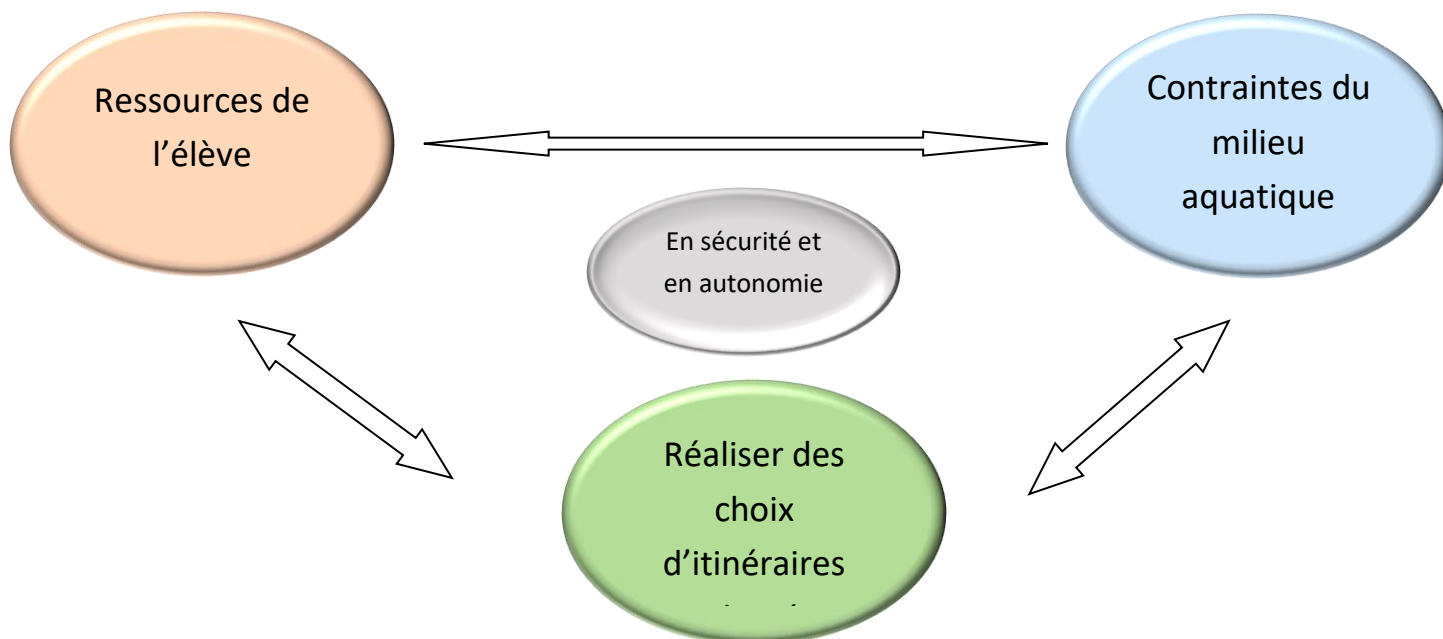 Ressources de
l’élève
Contraintes du
milieu
aquatique
En sécurité et
en autonomie
Réaliser des
choix
d’itinéraires